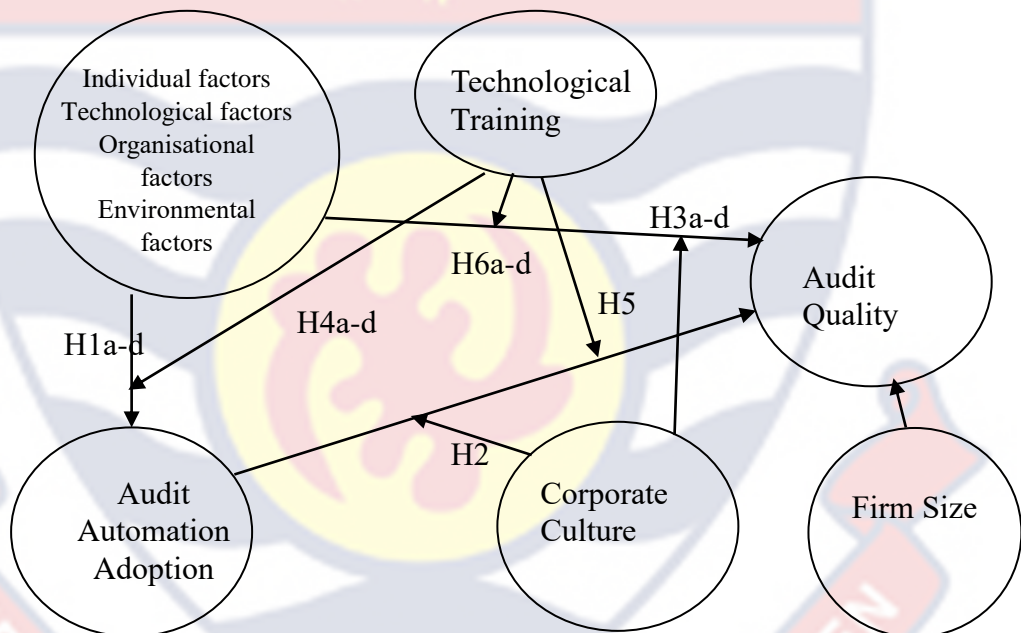 Individual factors
Technological factors
Organisational
factors
Environmental
factors
Technological
Training
H3a-d
H6a-d
Audit
Quality
H5
H4a-d
H1a-d
H2
Audit
Automation
Adoption
Corporate
Culture
Firm Size
EN